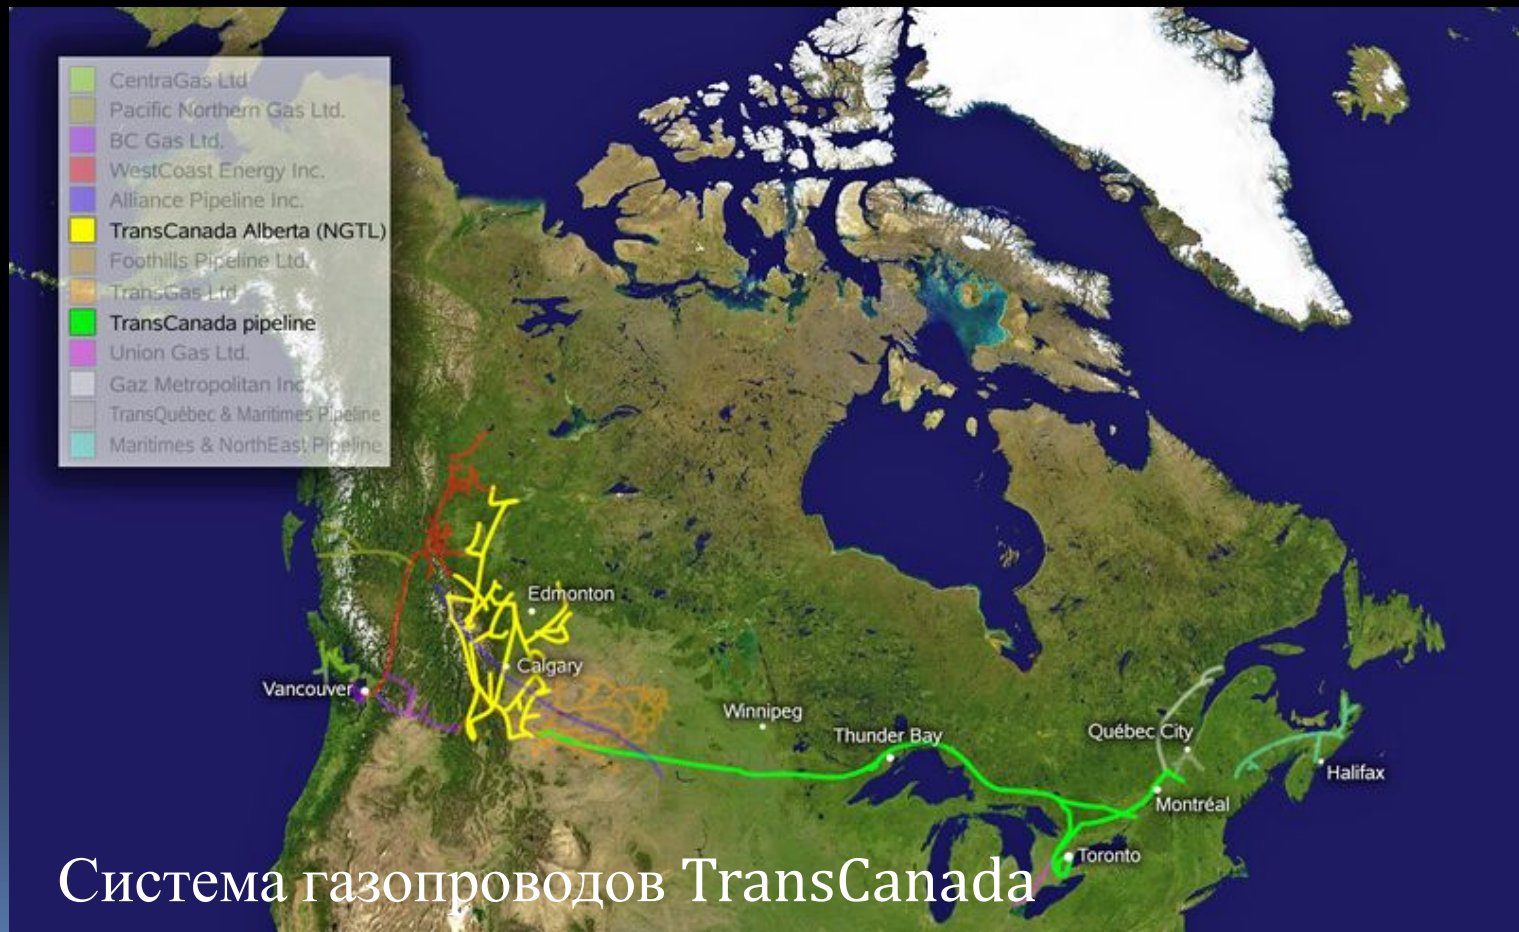 CentraGas Ltd
Pacific Northern Gas Ltd.
BC Gas Ltd.
WestCoast Energy Inc.
Alliance Pipeline Inc.
TransCanada Alberta (NGTL)
Foothills Pipeline Ltd.
TransGas Ltd
TransCanada pipeline
Union Gas Ltd.
Gaz Metropolitan Inc
TransQuébec & Maritimes Pipeline
Maritimes & NorthEast Pipeline
Edmonton
Calgary
Vancouver
Winnipeg
Thunder Bay
Québec City
Halifax
Montréal
Toronto
Система газопроводов TransCanada